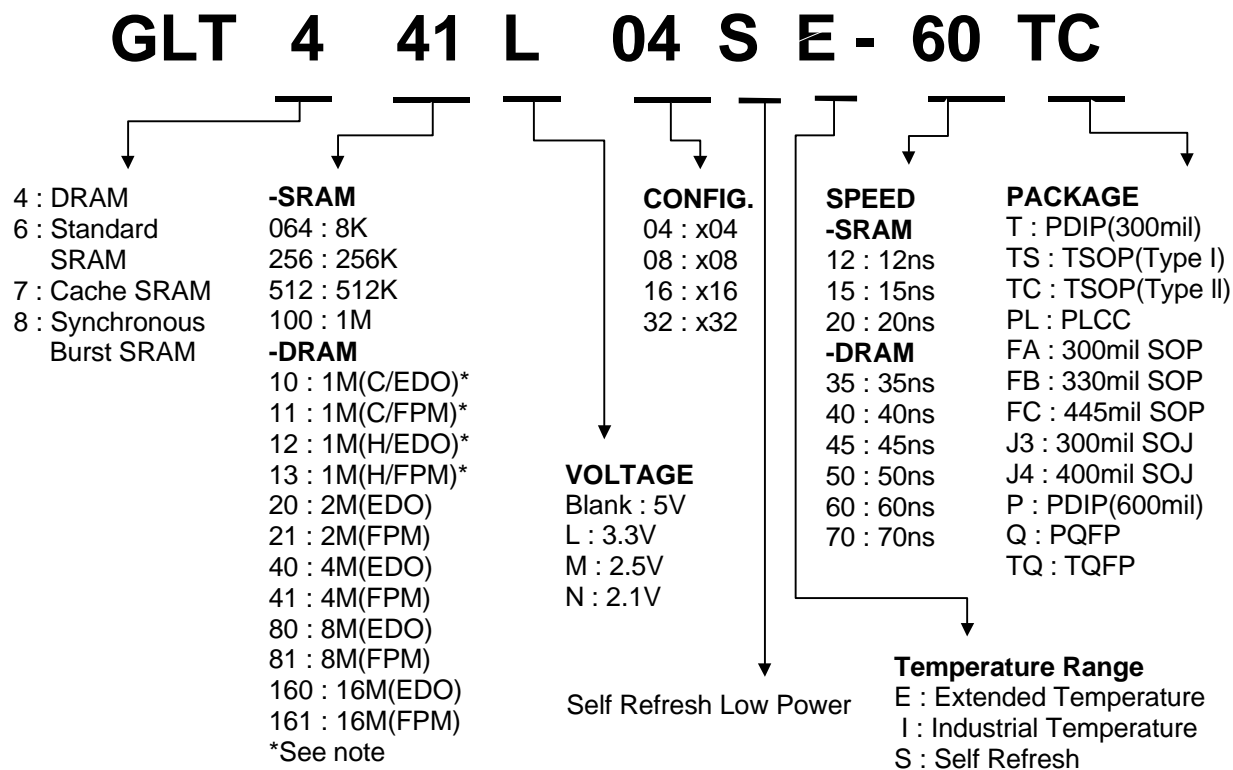 GLT 4 41 L 04 S E - 60 TC
4 : DRAM
6 : Standard
SRAM
7 : Cache SRAM
8 : Synchronous
Burst SRAM
-SRAM
064 : 8K
256 : 256K
512 : 512K
100 : 1M
-DRAM
10 : 1M(C/EDO)*
11 : 1M(C/FPM)*
12 : 1M(H/EDO)*
13 : 1M(H/FPM)*
20 : 2M(EDO)
21 : 2M(FPM)
40 : 4M(EDO)
41 : 4M(FPM)
80 : 8M(EDO)
81 : 8M(FPM)
160 : 16M(EDO)
161 : 16M(FPM)
*See note
VOLTAGE
Blank : 5V
L : 3.3V
M : 2.5V
N : 2.1V
CONFIG.
04 : x04
08 : x08
16 : x16
32 : x32
Self Refresh Low Power
SPEED
-SRAM
12 : 12ns
15 : 15ns
20 : 20ns
-DRAM
35 : 35ns
40 : 40ns
45 : 45ns
50 : 50ns
60 : 60ns
70 : 70ns
PACKAGE
T : PDIP(300mil)
TS : TSOP(Type I)
TC : TSOP(Type ll)
PL : PLCC
FA : 300mil SOP
FB : 330mil SOP
FC : 445mil SOP
J3 : 300mil SOJ
J4 : 400mil SOJ
P : PDIP(600mil)
Q : PQFP
TQ : TQFP
Temperature Range
E : Extended Temperature
I : Industrial Temperature
S : Self Refresh